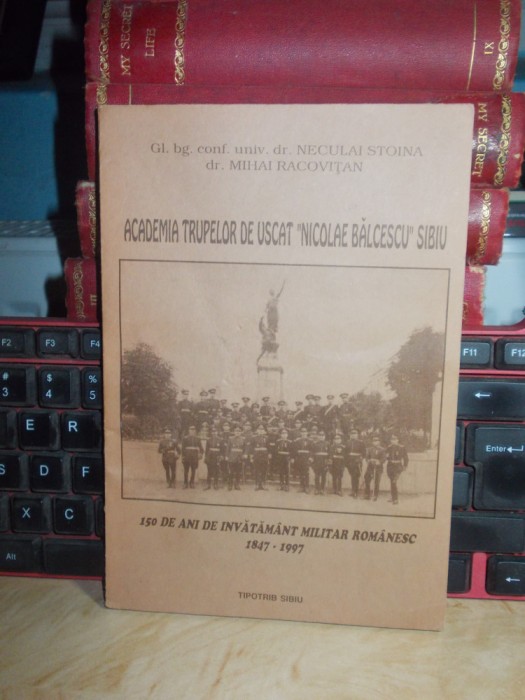 MY SECRET
LIFE
XI
MY SECRET
Gl. bg. conf. univ. dr. NECULAI STOINA
dr. MIHAI RACOVIŢAN
ACADEMIA TRUPELOR DE USCAT "NICOLAE BĂLCESCU" SIBIU
150 DE ANI DE INVĂTĂMÂNT MILITAR ROMÂNESC
1847 - 1997
TIPOTRIB SIBIU
F2
F3
F4
F11
F12
#
3
$
4
%
5
E
R
S
D
F
X
C
Alt
Enter